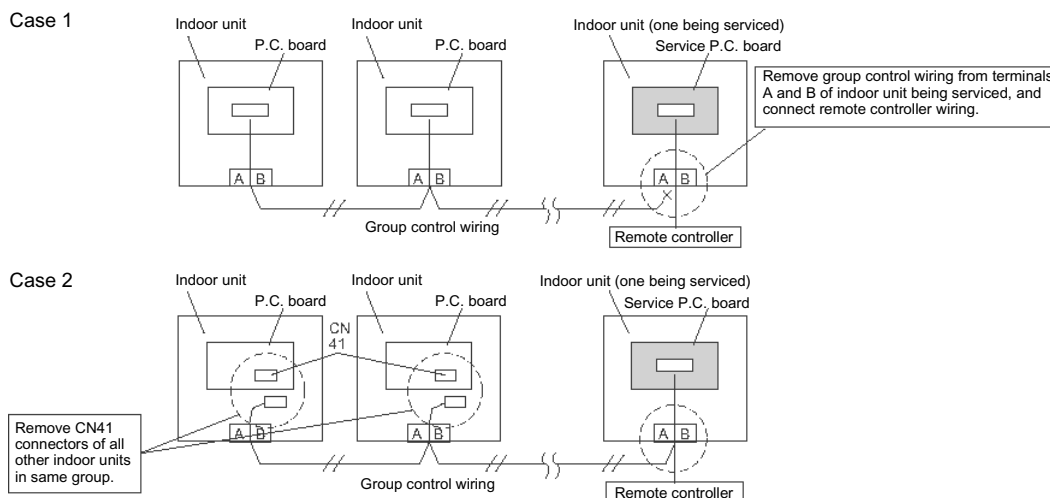 Case 1
Indoor unit
P.C. board
Indoor unit
P.C. board
Indoor unit (one being serviced)
Service P.C. board
Remove group control wiring from terminals
A and B of indoor unit being serviced, and
connect remote controller wiring.
A B
A B
A B
Group control wiring
Remote controller
Case 2
Indoor unit
P.C. board
Indoor unit
P.C. board
Indoor unit (one being serviced)
Service P.C. board
CN
41
Remove CN41
connectors of all
other indoor units
in same group.
A B
A B
A B
Group control wiring
Remote controller